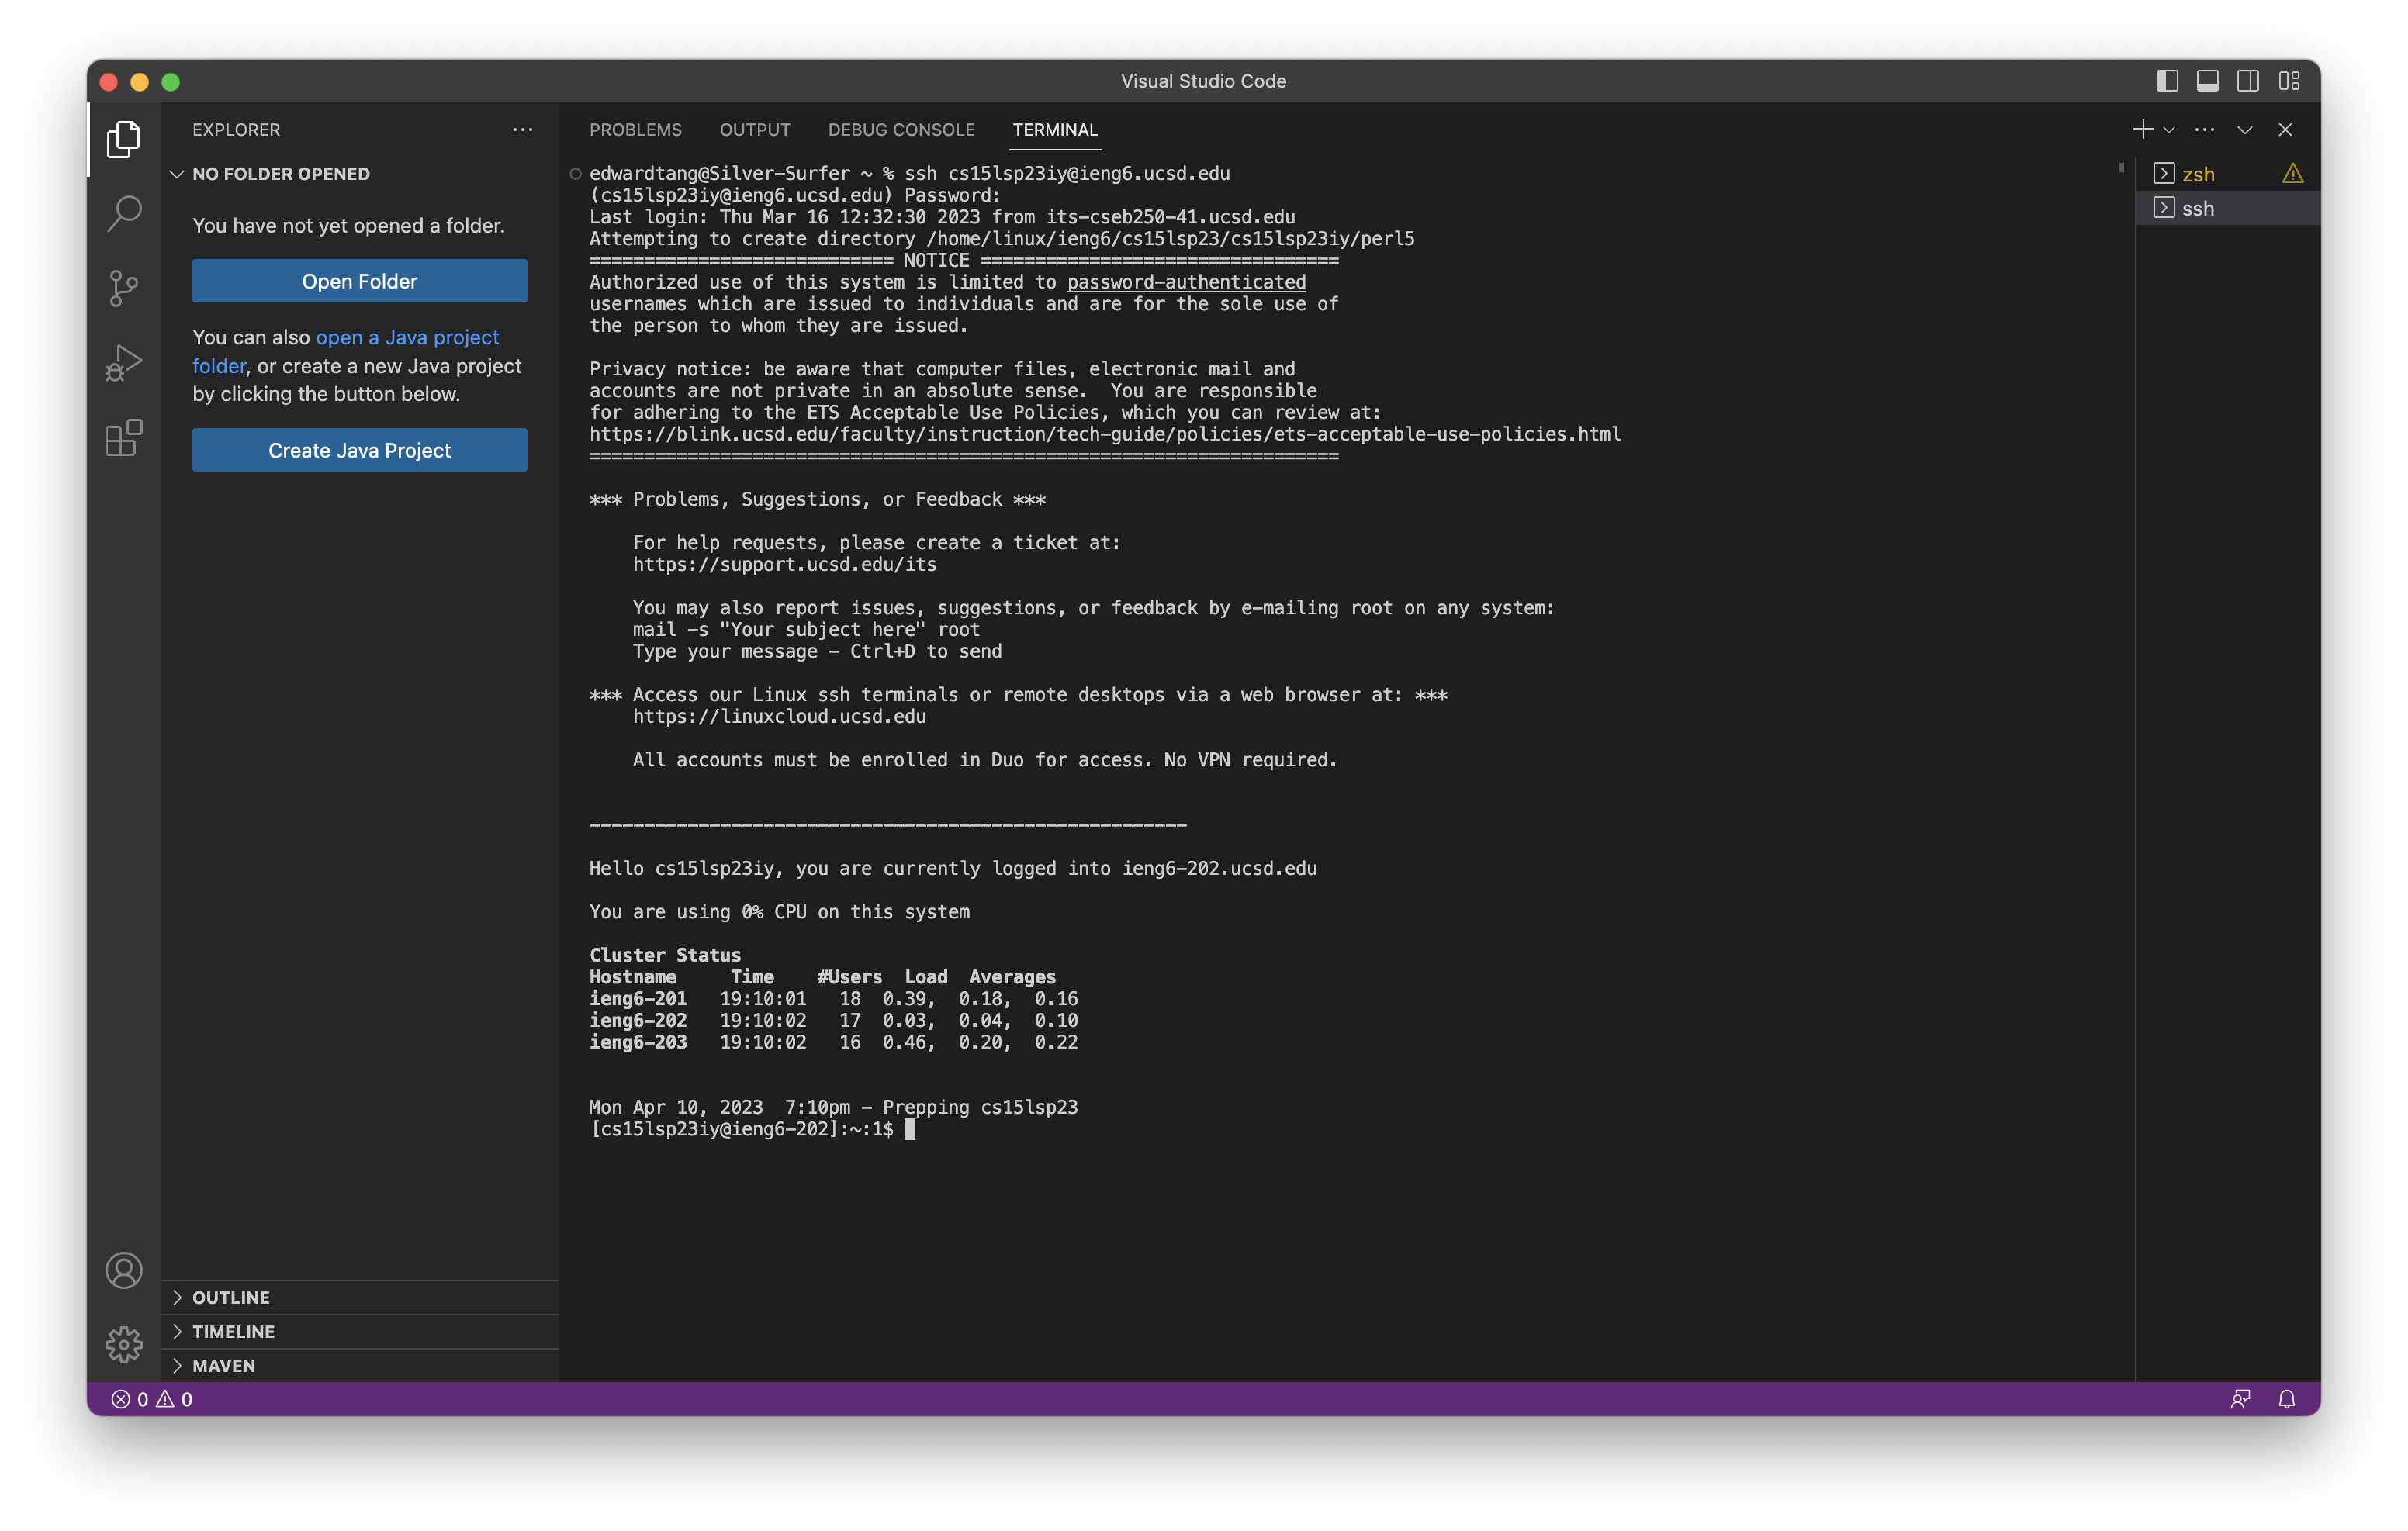 Visual Studio Code
EXPLORER
NO FOLDER OPENED
You have not yet opened a folder.
Open Folder
You can also open a Java project
folder, or create a new Java project
by clicking the button below.
Create Java Project
OUTLINE
TIMELINE
MAVEN
PROBLEMS OUTPUT DEBUG CONSOLE TERMINAL
edwardtang@Silver-Surfer ~ % ssh cs15lsp23iy@ieng6.ucsd.edu
(cs15lsp23iy@ieng6.ucsd.edu) Password:
Last login: Thu Mar 16 12:32:30 2023 from its-cseb250-41.ucsd.edu
Attempting to create directory /home/linux/ieng6/cs15lsp23/cs15lsp23iy/perl5
============================ NOTICE =================================
Authorized use of this system is limited to password-authenticated
usernames which are issued to individuals and are for the sole use of
the person to whom they are issued.
Privacy notice: be aware that computer files, electronic mail and
accounts are not private in an absolute sense.  You are responsible
for adhering to the ETS Acceptable Use Policies, which you can review at:
https://blink.ucsd.edu/faculty/instruction/tech-guide/policies/ets-acceptable-use-policies.html
=====================================================================
*** Problems, Suggestions, or Feedback ***
For help requests, please create a ticket at:
https://support.ucsd.edu/its
You may also report issues, suggestions, or feedback by e-mailing root on any system:
mail -s "Your subject here" root
Type your message - Ctrl+D to send
*** Access our Linux ssh terminals or remote desktops via a web browser at: ***
https://linuxcloud.ucsd.edu
All accounts must be enrolled in Duo for access. No VPN required.
-------------------------------------------------------
Hello cs15lsp23iy, you are currently logged into ieng6-202.ucsd.edu
You are using 0% CPU on this system
Cluster Status
Hostname     Time    #Users  Load  Averages
ieng6-201   19:10:01   18  0.39,  0.18,  0.16
ieng6-202   19:10:02   17  0.03,  0.04,  0.10
ieng6-203   19:10:02   16  0.46,  0.20,  0.22
Mon Apr 10, 2023  7:10pm - Prepping cs15lsp23
[cs15lsp23iy@ieng6-202]:~:1$
zsh
ssh
0 0